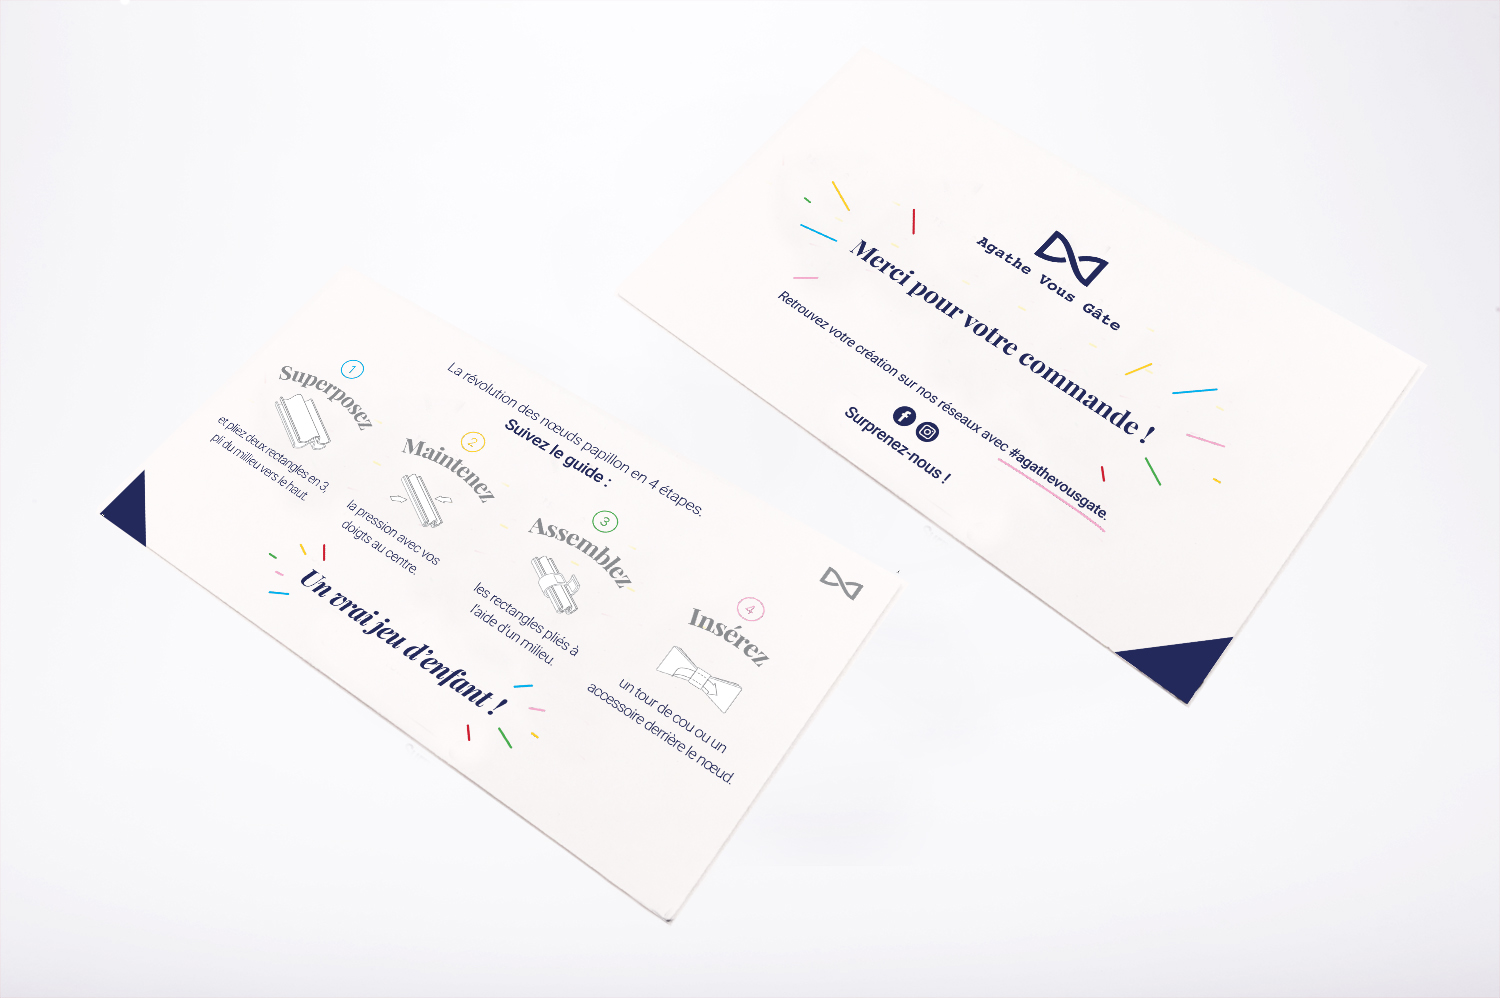 La révolution des nœuds papillon en 4 étapes.
Suivez le guide :
1
Superposez
et pliez deux rectangles en 3,
pli du milieu vers le haut.
2
Maintenez
la pression avec vos
doigts au centre.
3
Assemblez
les rectangles pliés à
l'aide d'un milieu.
4
Insérez
un tour de cou ou un
accessoire derrière le nœud.
Un vrai jeu d'enfant !
Agathe Vous Gâte
Merci pour votre commande !
Retrouvez votre création sur nos réseaux avec #agathevousgate.
Surprenez-nous !